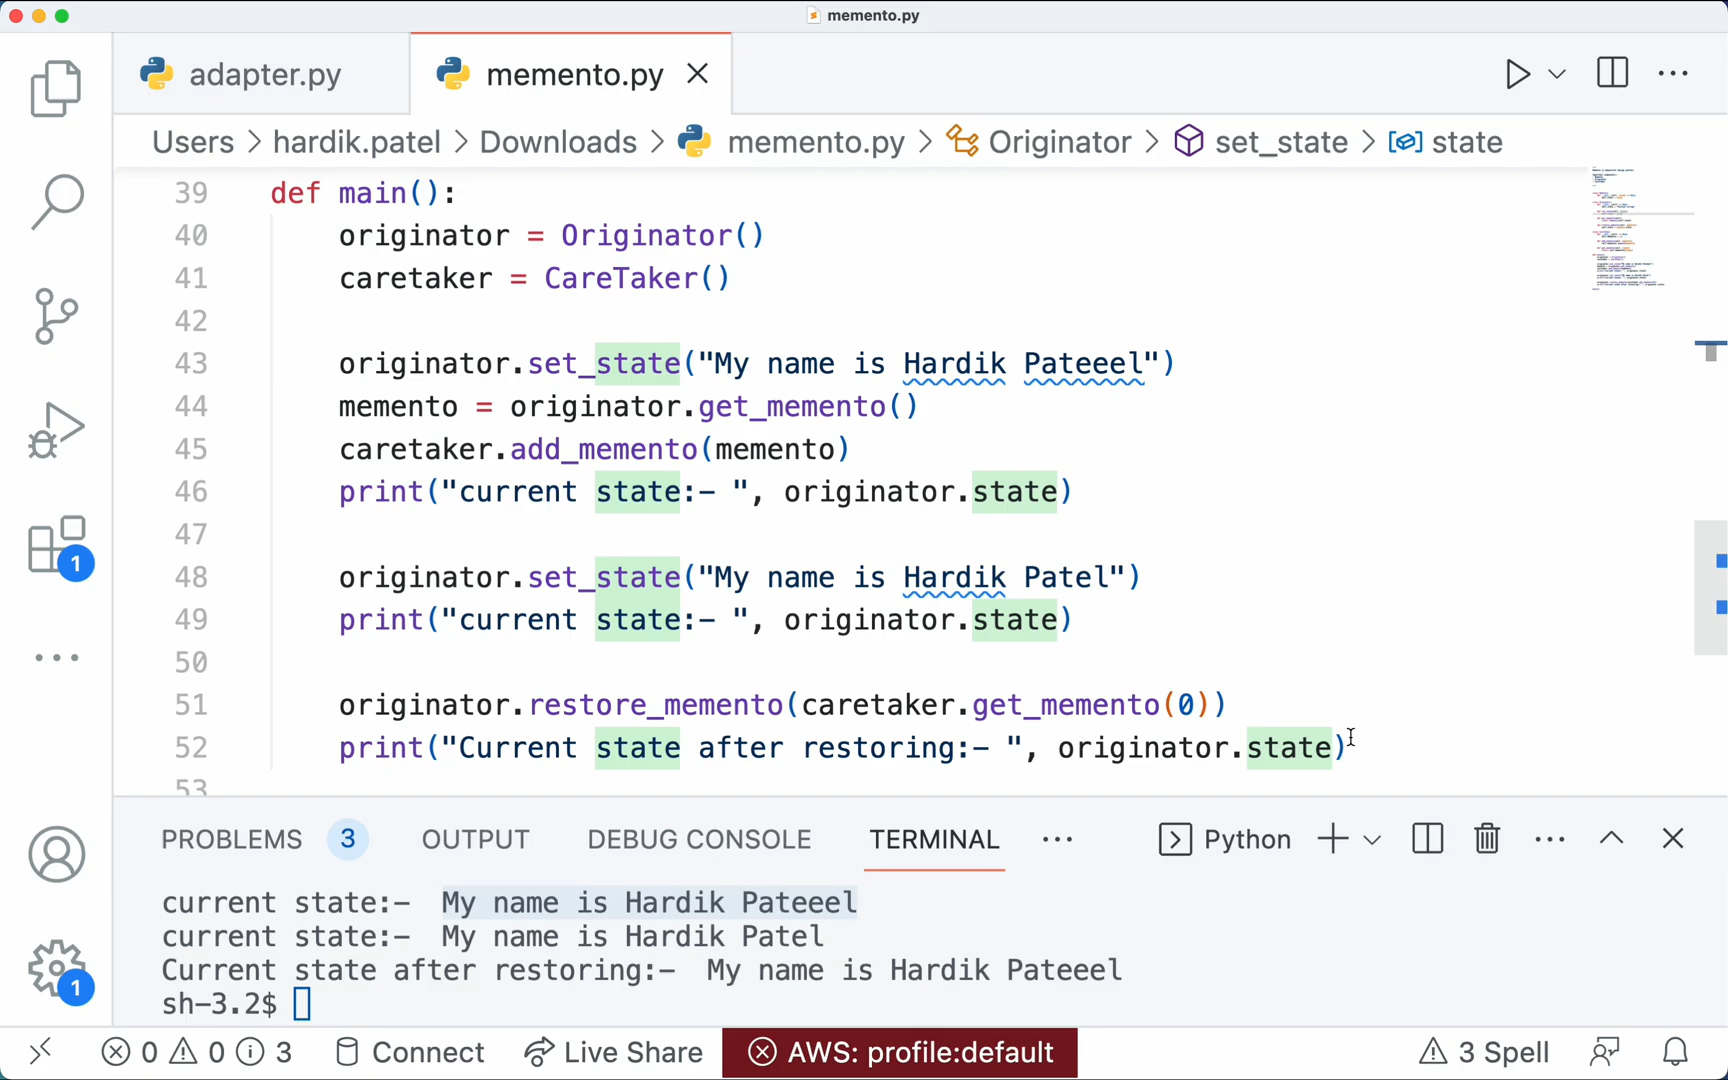 memento.py
adapter.py
memento.py
Users > hardik.patel > Downloads > memento.py > Originator > set_state > state
39 def main():
40 originator = Originator()
41 caretaker = CareTaker()
42
43 originator.set_state("My name is Hardik Pateeel")
44 memento = originator.get_memento()
45 caretaker.add_memento(memento)
46 print("current state:- ", originator.state)
47
48 originator.set_state("My name is Hardik Patel")
49 print("current state:- ", originator.state)
50
51 originator.restore_memento(caretaker.get_memento(0))
52 print("Current state after restoring:- ", originator.state)
53
1
PROBLEMS 3 OUTPUT DEBUG CONSOLE TERMINAL Python
current state:-  My name is Hardik Pateeel
current state:-  My name is Hardik Patel
Current state after restoring:-  My name is Hardik Pateeel
sh-3.2$
1
0 0 3 Connect Live Share AWS: profile:default 3 Spell